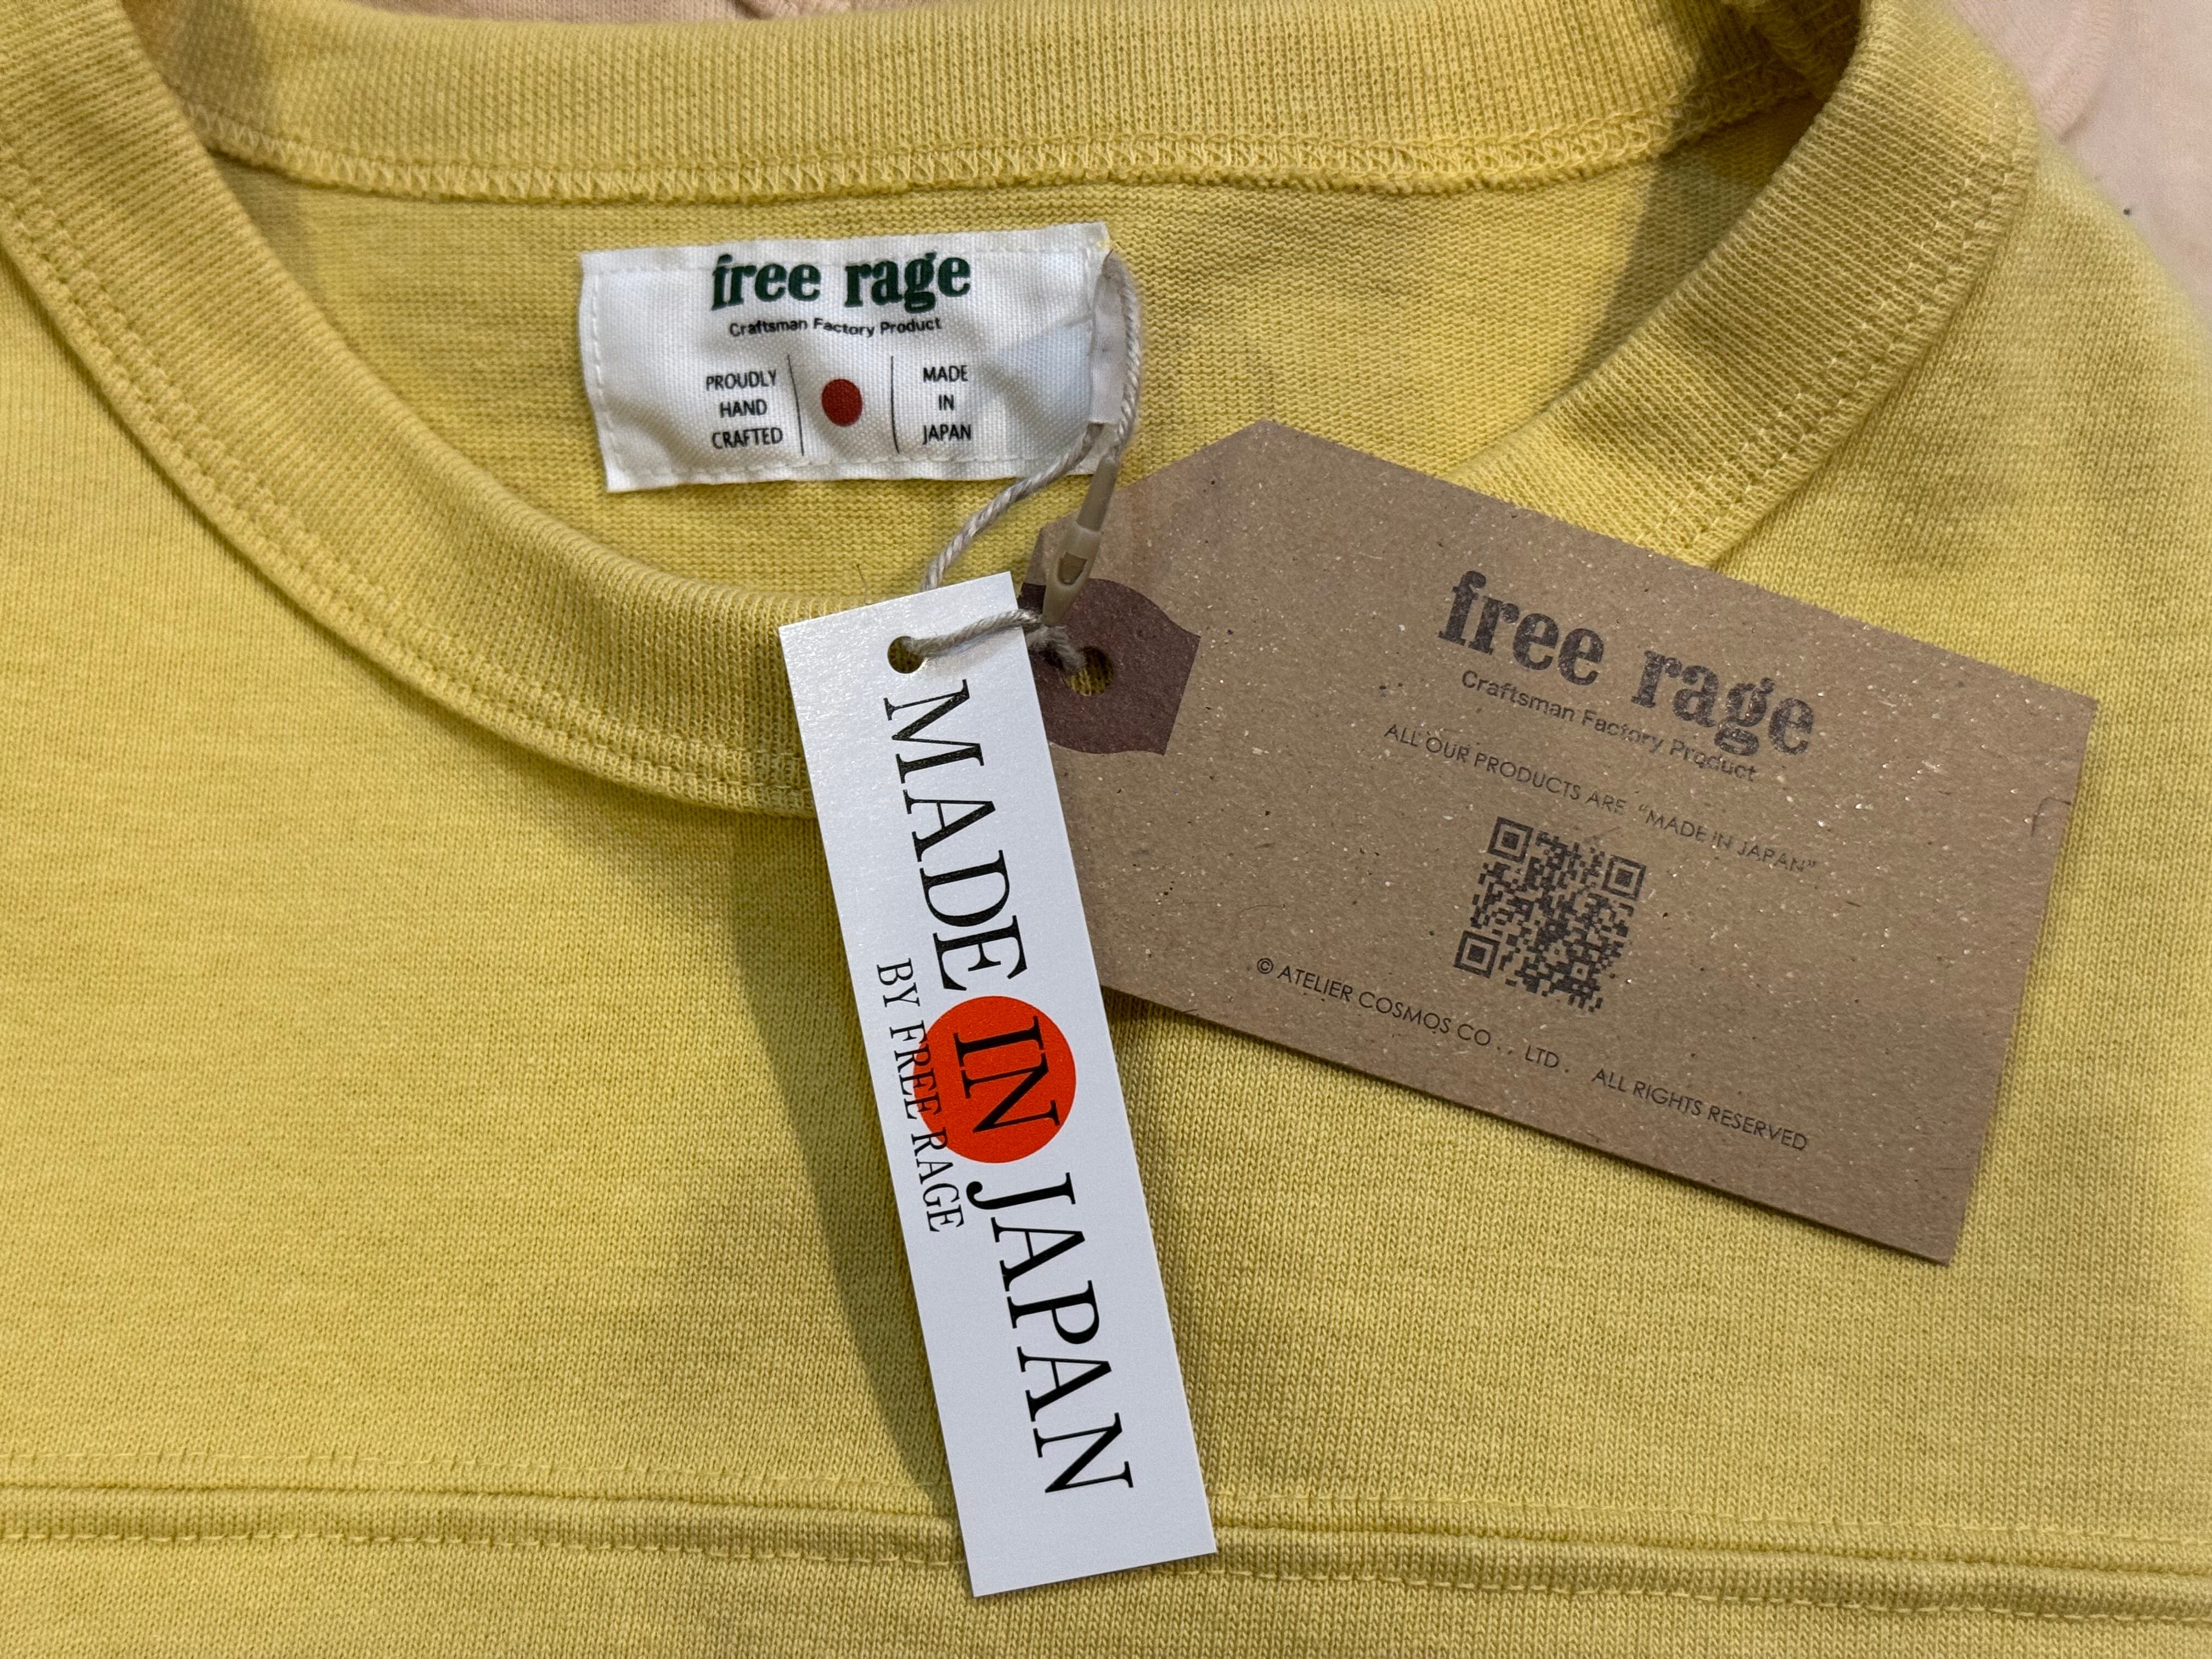 free rage
Craftsman Factory Product
PROUDLY
HAND
CRAFTED
MADE
IN
JAPAN
MADE IN JAPAN
BY FREE RAGE
free rage
Craftsman Factory Product
ALL OUR PRODUCTS ARE “MADE IN JAPAN”
© ATELIER COSMOS CO . , LTD . ALL RIGHTS RESERVED